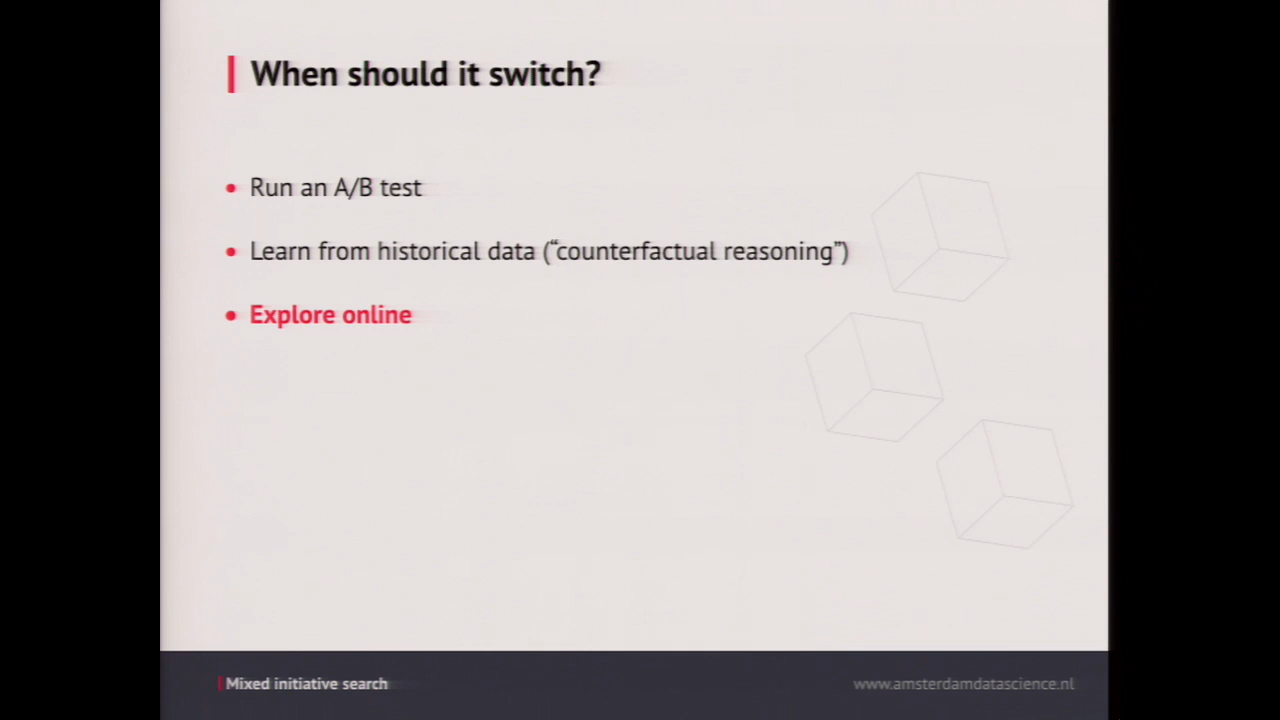 When should it switch?
• Run an A/B test
• Learn from historical data (“counterfactual reasoning”)
• Explore online
Mixed initiative search
www.amsterdamdatascience.nl